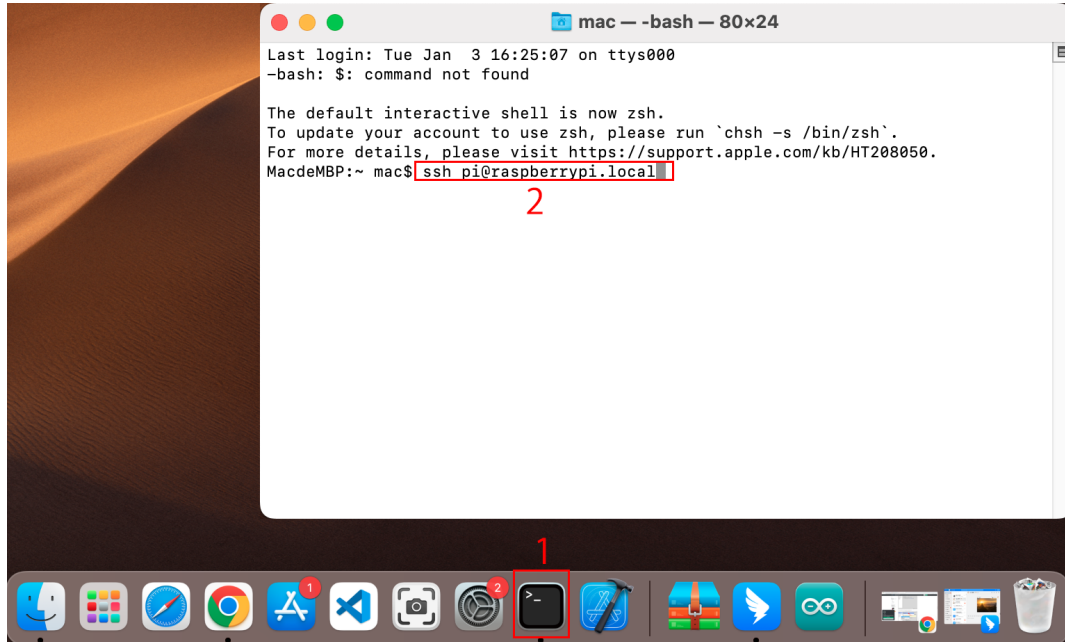 mac — -bash — 80×24
Last login: Tue Jan  3 16:25:07 on ttys000
-bash: $: command not found
The default interactive shell is now zsh.
To update your account to use zsh, please run `chsh -s /bin/zsh`.
For more details, please visit https://support.apple.com/kb/HT208050.
MacdeMBP:~ mac$ ssh pi@raspberrypi.local
2
1
1
2
>_